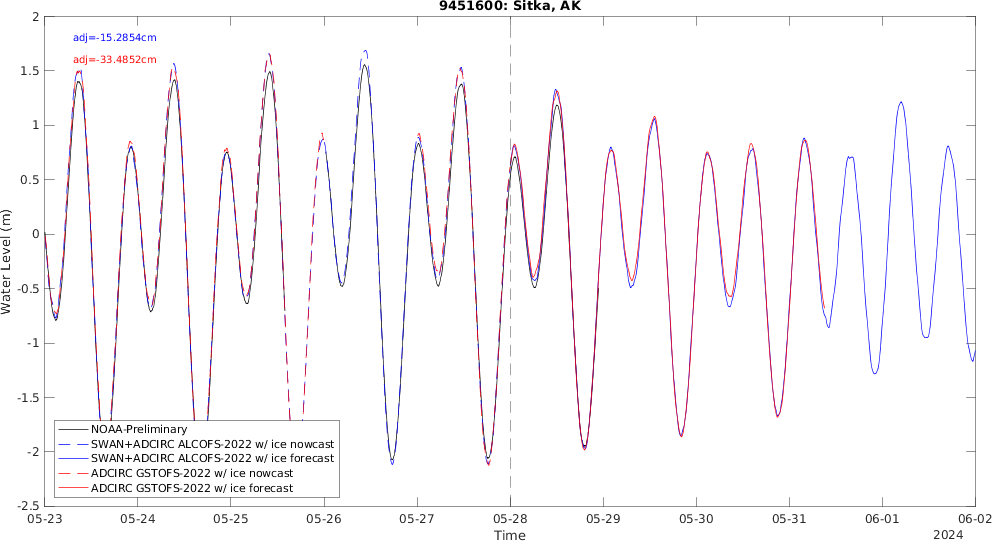 9451600: Sitka, AK
adj=-15.2854cm
adj=-33.4852cm
Water Level (m)
2
1.5
1
0.5
0
-0.5
-1
-1.5
-2
-2.5
NOAA-Preliminary
SWAN+ADCIRC ALCOFS-2022 w/ ice nowcast
SWAN+ADCIRC ALCOFS-2022 w/ ice forecast
ADCIRC GSTOFS-2022 w/ ice nowcast
ADCIRC GSTOFS-2022 w/ ice forecast
05-23 05-24 05-25 05-26 05-27 05-28 05-29 05-30 05-31 06-01 06-02
Time
2024